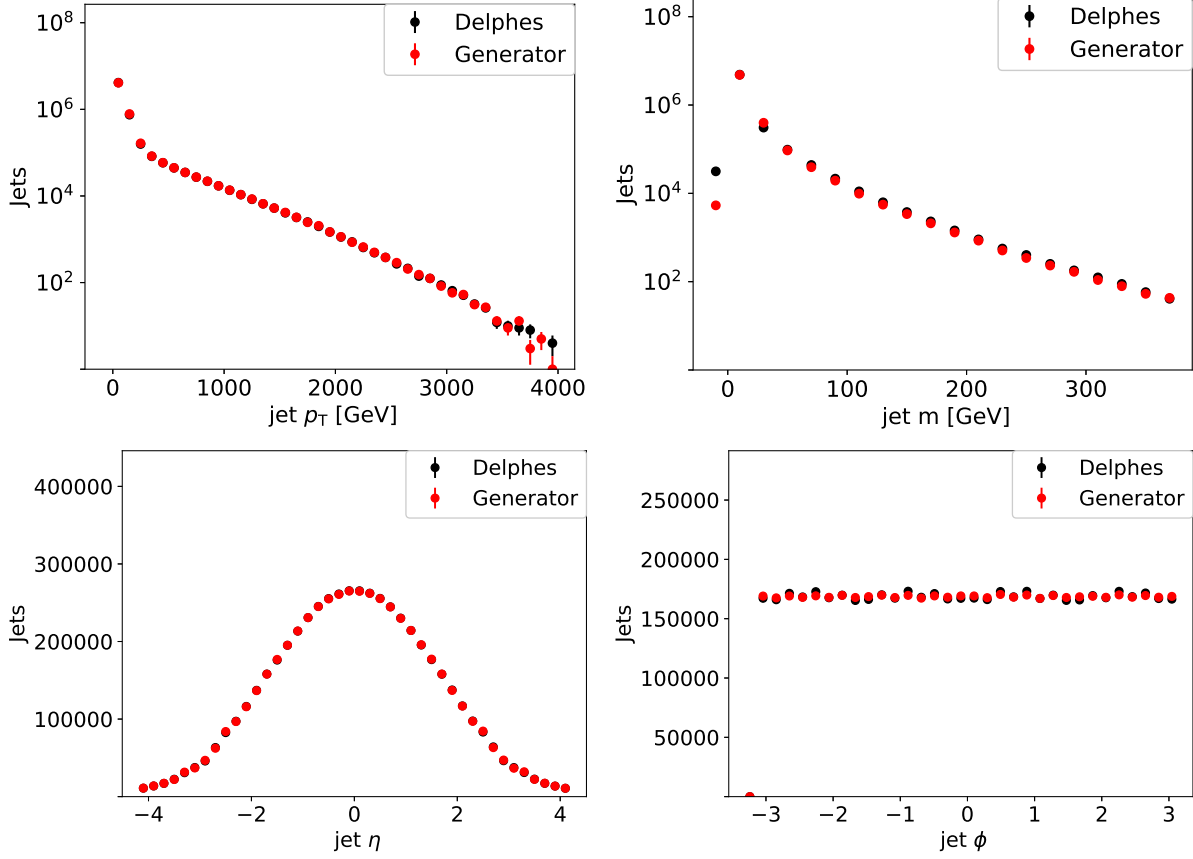 Delphes
Generator
10^8
10^6
10^4
10^2
Jets
0
1000
2000
3000
4000
jet p_T [GeV]
Delphes
Generator
10^8
10^6
10^4
10^2
Jets
0
100
200
300
jet m [GeV]
Delphes
Generator
400000
300000
200000
100000
Jets
−4
−2
0
2
4
jet η
Delphes
Generator
250000
200000
150000
100000
50000
Jets
−3
−2
−1
0
1
2
3
jet ϕ